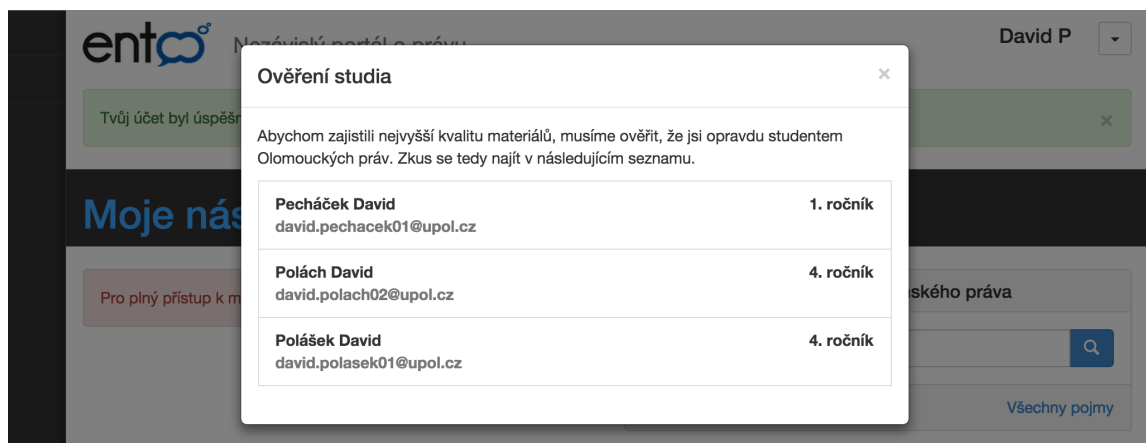 entoo
Nezávislý portál o právu
David P
Tvůj účet byl úspěšn
×
Ověření studia
×
Abychom zajistili nejvyšší kvalitu materiálů, musíme ověřit, že jsi opravdu studentem
Olomouckých práv. Zkus se tedy najít v následujícím seznamu.
Pecháček David 1. ročník
david.pechacek01@upol.cz
Polách David 4. ročník
david.polach02@upol.cz
Polášek David 4. ročník
david.polasek01@upol.cz
Moje nás
Pro plný přístup k m
ského práva
Všechny pojmy